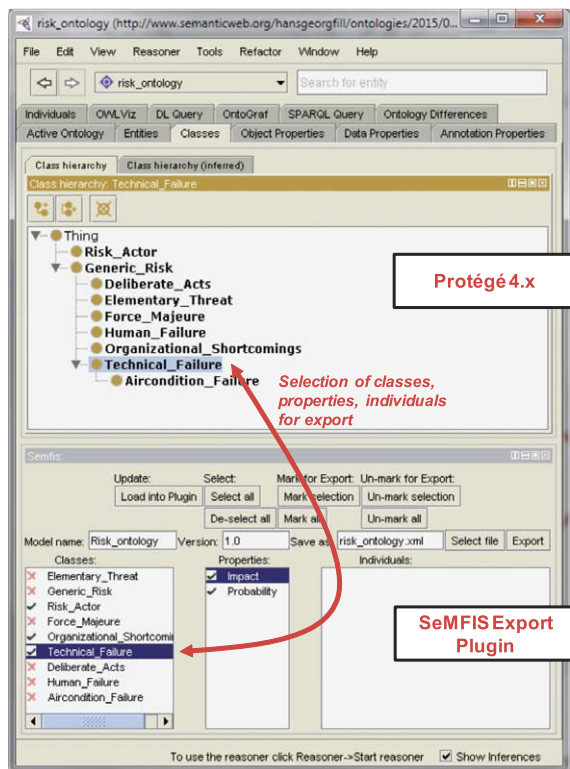 risk_ontology (http://www.semanticweb.org/hansgeorgfill/ontologies/2015/0...
File Edit View Reasoner Tools Refactor Window Help
risk_ontology Search for entity
Individuals OWLViz DL Query OntoGraf SPARQL Query Ontology Differences
Active Ontology Entities Classes Object Properties Data Properties Annotation Properties
Class hierarchy Class hierarchy (inferred)
Class hierarchy: Technical_Failure
Thing
Risk_Actor
Generic_Risk
Deliberate_Acts
Elementary_Threat
Force_Majeure
Human_Failure
Organizational_Shortcomings
Technical_Failure
Aircondition_Failure
Protégé 4.x
Selection of classes,
properties, individuals
for export
Semfis:
Update: Select: Mark for Export: Un-mark for Export:
Load into Plugin Select all Mark selection Un-mark selection
De-select all Mark all Un-mark all
Model name: Risk_ontology Version: 1.0 Save as: risk_ontology.xml Select file Export
Classes: Properties: Individuals:
Elementary_Threat
Generic_Risk
Risk_Actor
Force_Majeure
Organizational_Shortcomi
Technical_Failure
Deliberate_Acts
Human_Failure
Aircondition_Failure
Impact
Probability
SeMFIS Export
Plugin
To use the reasoner click Reasoner->Start reasoner Show Inferences